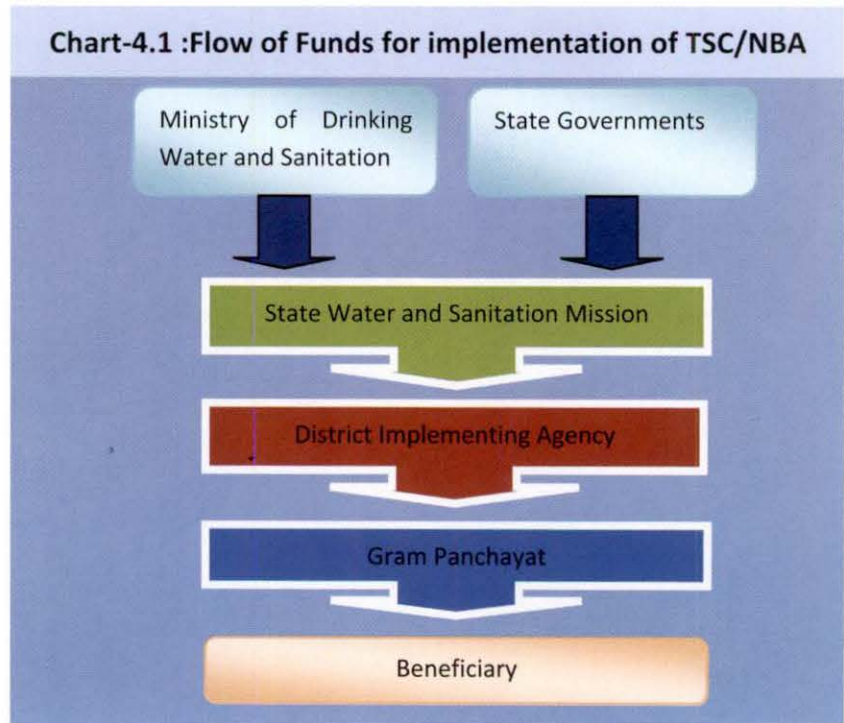 Chart-4.1 :Flow of Funds for implementation of TSC/NBA
Ministry of Drinking
Water and Sanitation
State Governments
State Water and Sanitation Mission
District Implementing Agency
Gram Panchayat
Beneficiary